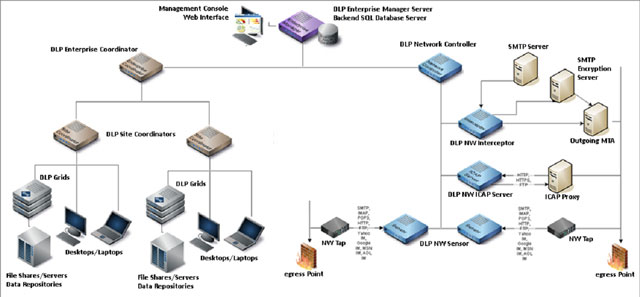 Management Console
Web Interface
DLP Enterprise Manager Server
Backend SQL Database Server
DLP Enterprise Coordinator
DLP Network Controller
SMTP Server
SMTP
Encryption
Server
DLP Site Coordinators
DLP NW Interceptor
Outgoing MTA
DLP Grids
DLP Grids
HTTP,
HTTPS,
FTP
DLP NW ICAP Server
ICAP Proxy
Desktops/Laptops
Desktops/Laptops
File Shares/Servers
Data Repositories
File Shares/Servers
Data Repositories
SMTP,
IMAP,
POP3,
HTTP,
FTP,
Yahoo
IM,
Google
IM, MSN
IM, AOL
IM
SMTP,
IMAP,
POP3,
HTTP,
FTP,
Yahoo
IM,
Google
IM, MSN
IM, AOL
IM
NW Tap
DLP NW Sensor
NW Tap
egress Point
egress Point